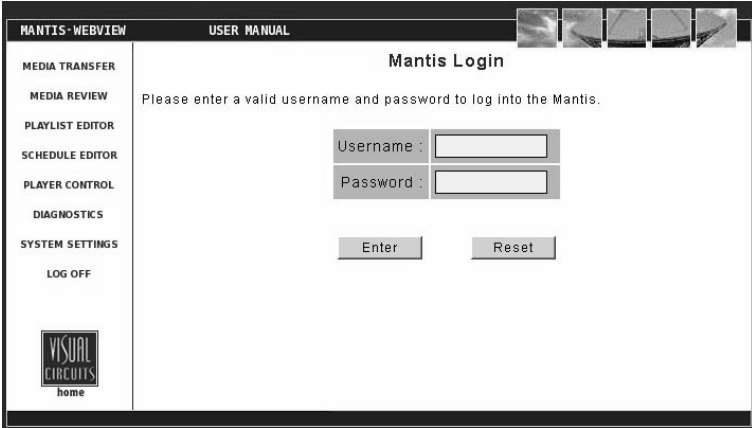 MANTIS-WEBVIEW USER MANUAL
MEDIA TRANSFER
MEDIA REVIEW
PLAYLIST EDITOR
SCHEDULE EDITOR
PLAYER CONTROL
DIAGNOSTICS
SYSTEM SETTINGS
LOG OFF
VISUAL
CIRCUITS
home
Mantis Login
Please enter a valid username and password to log into the Mantis.
Username :
Password :
Enter Reset